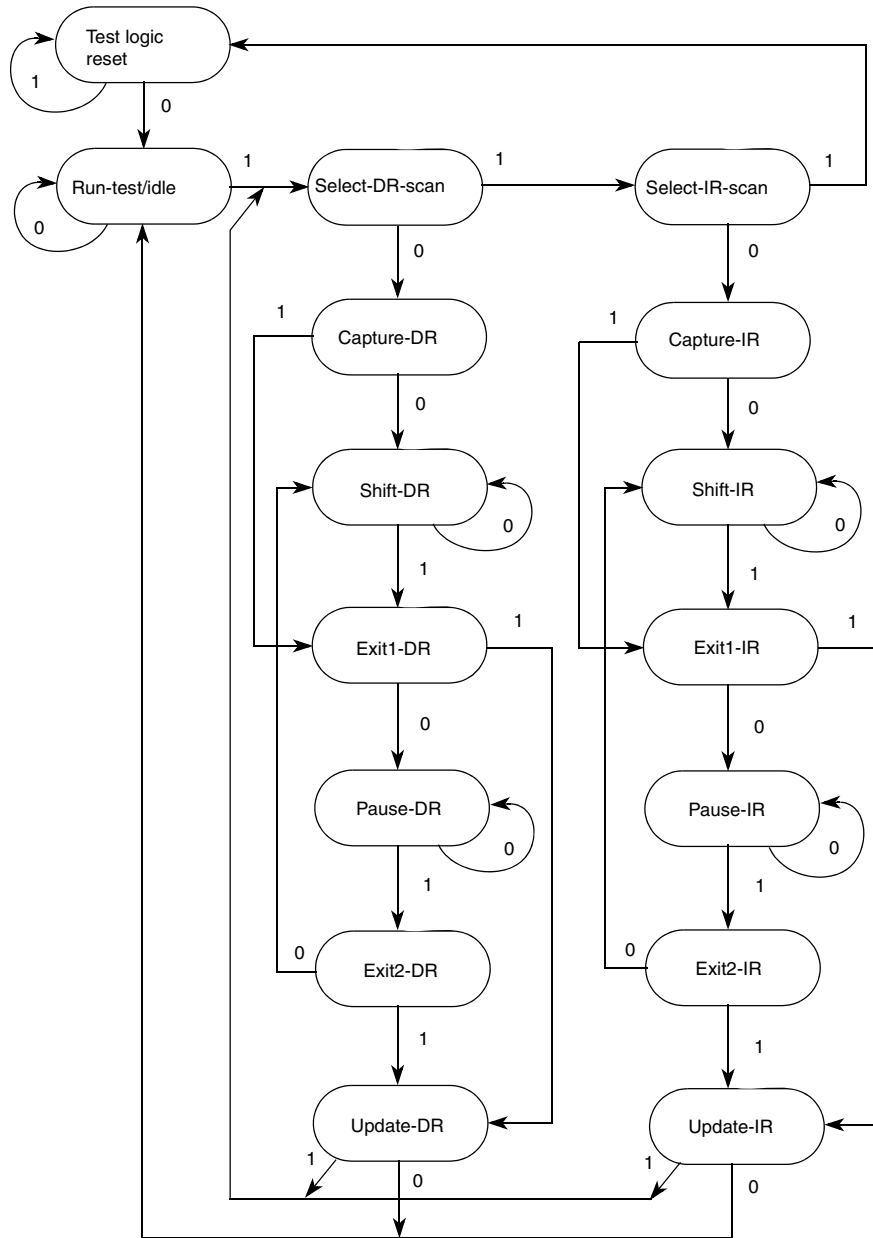 Test logic
reset
1
0
Run-test/idle
1
Select-DR-scan
1
Select-IR-scan
1
0
0
0
1
Capture-DR
1
Capture-IR
0
0
Shift-DR
Shift-IR
0
0
1
1
Exit1-DR
1
Exit1-IR
1
0
0
Pause-DR
Pause-IR
0
0
1
1
0
Exit2-DR
0
Exit2-IR
1
1
Update-DR
Update-IR
1
0
1
0